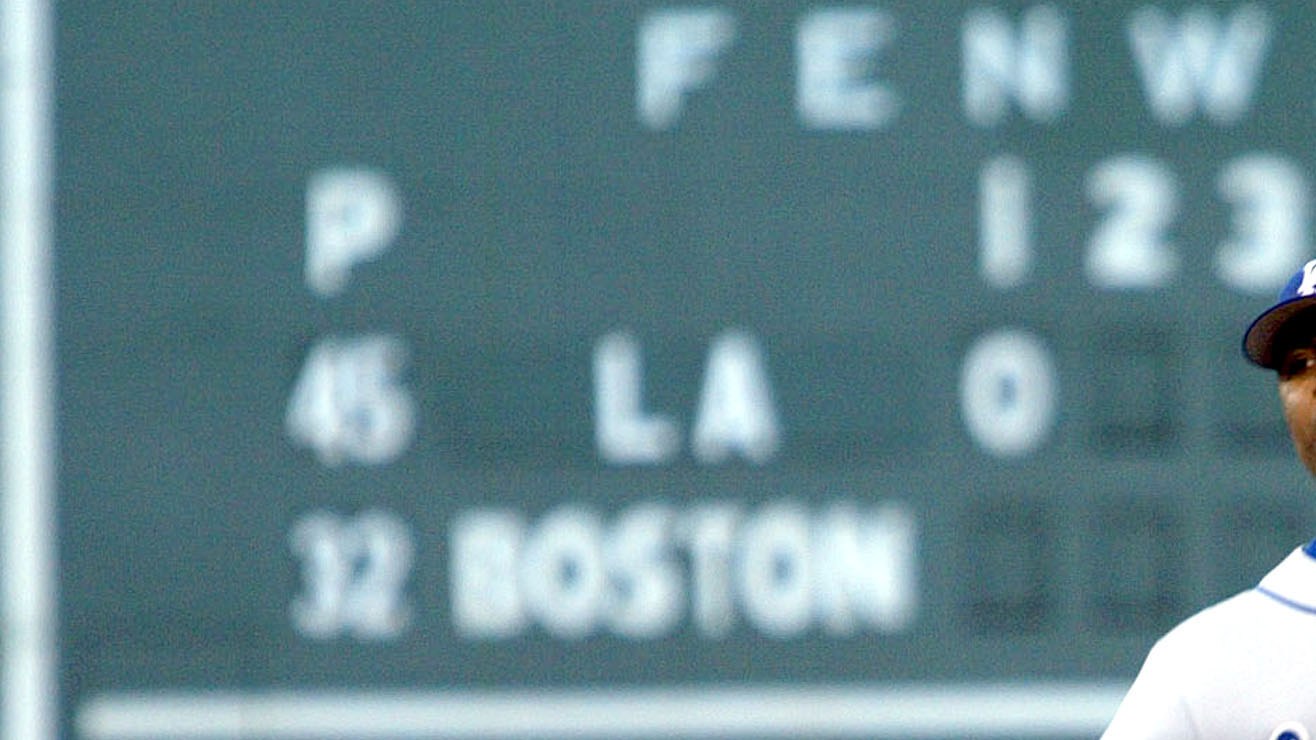 F E N W
P 1 2 3
45 LA 0
32 BOSTON